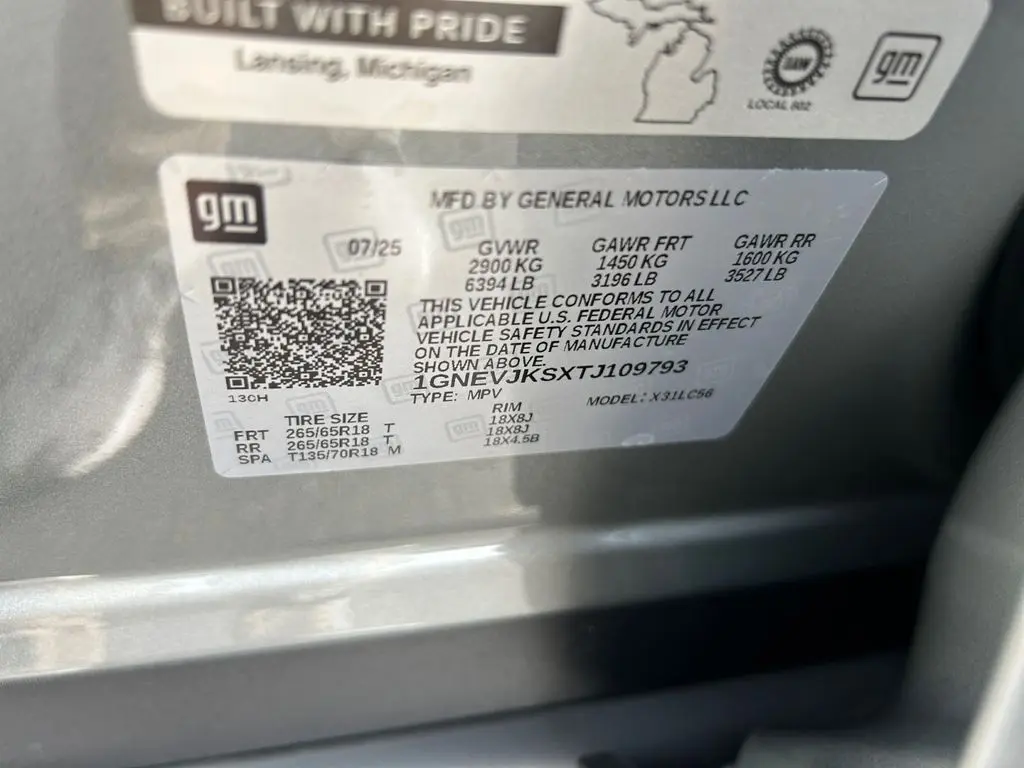 BUILT WITH PRIDE
Lansing, Michigan
UAW
LOCAL 602
gm
gm
MFD BY GENERAL MOTORS LLC
07/25
GVWR GAWR FRT GAWR RR
2900 KG 1450 KG 1600 KG
6394 LB 3196 LB 3527 LB
THIS VEHICLE CONFORMS TO ALL
APPLICABLE U.S. FEDERAL MOTOR
VEHICLE SAFETY STANDARDS IN EFFECT
ON THE DATE OF MANUFACTURE
SHOWN ABOVE.
1GNEVJKSXTJ109793
13CH
TYPE: MPV MODEL: X31LC56
TIRE SIZE RIM
FRT 265/65R18 T 18X8J
RR 265/65R18 T 18X8J
SPA T135/70R18 M 18X4.5B